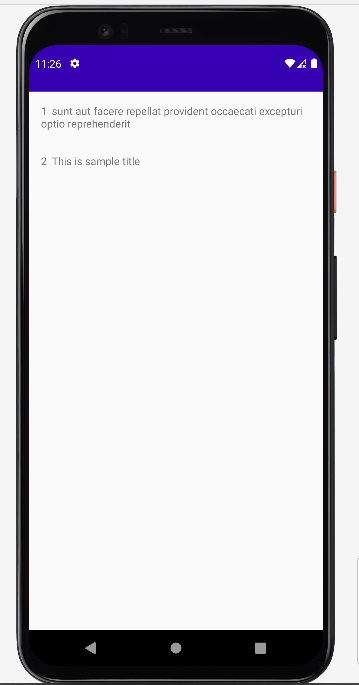 11:26
1 sunt aut facere repellat provident occaecati excepturi
optio reprehenderit
2 This is sample title